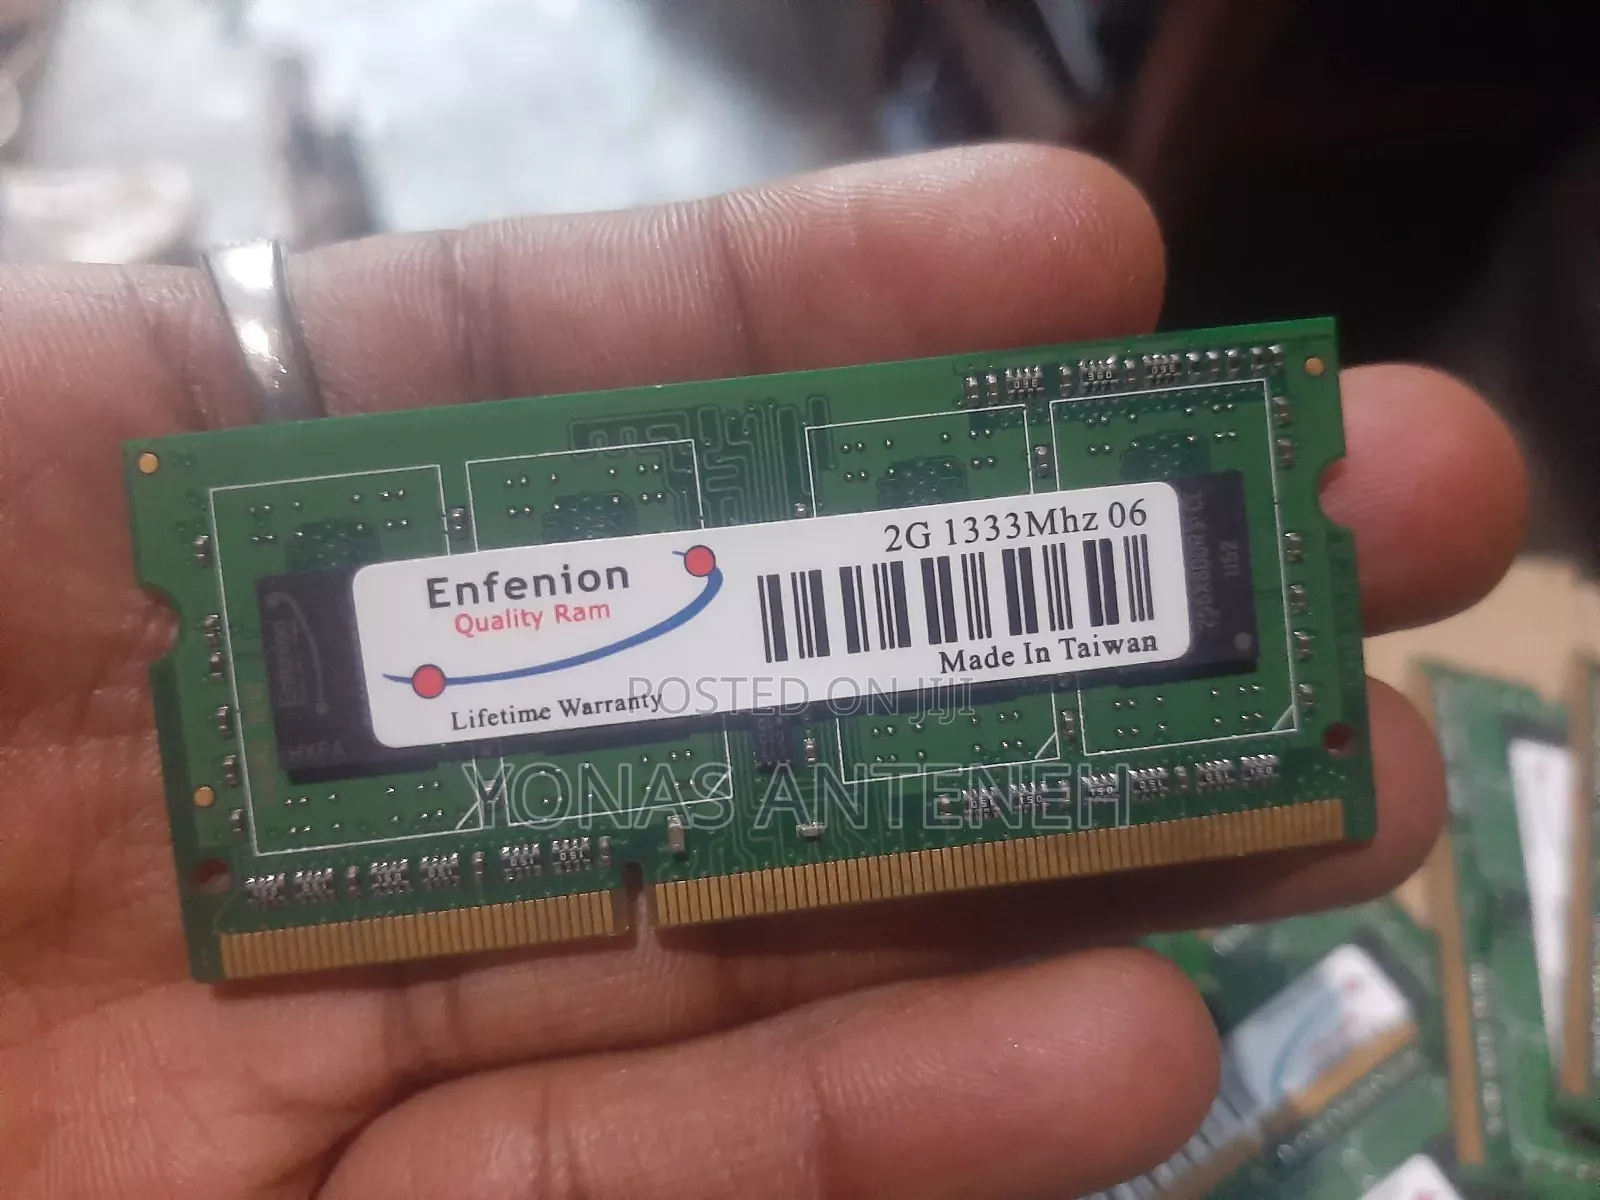 2G 1333Mhz 06
Enfenion
Quality Ram
Made In Taiwan
Lifetime Warranty
POSTED ON JIJI
YONAS ANTENEH